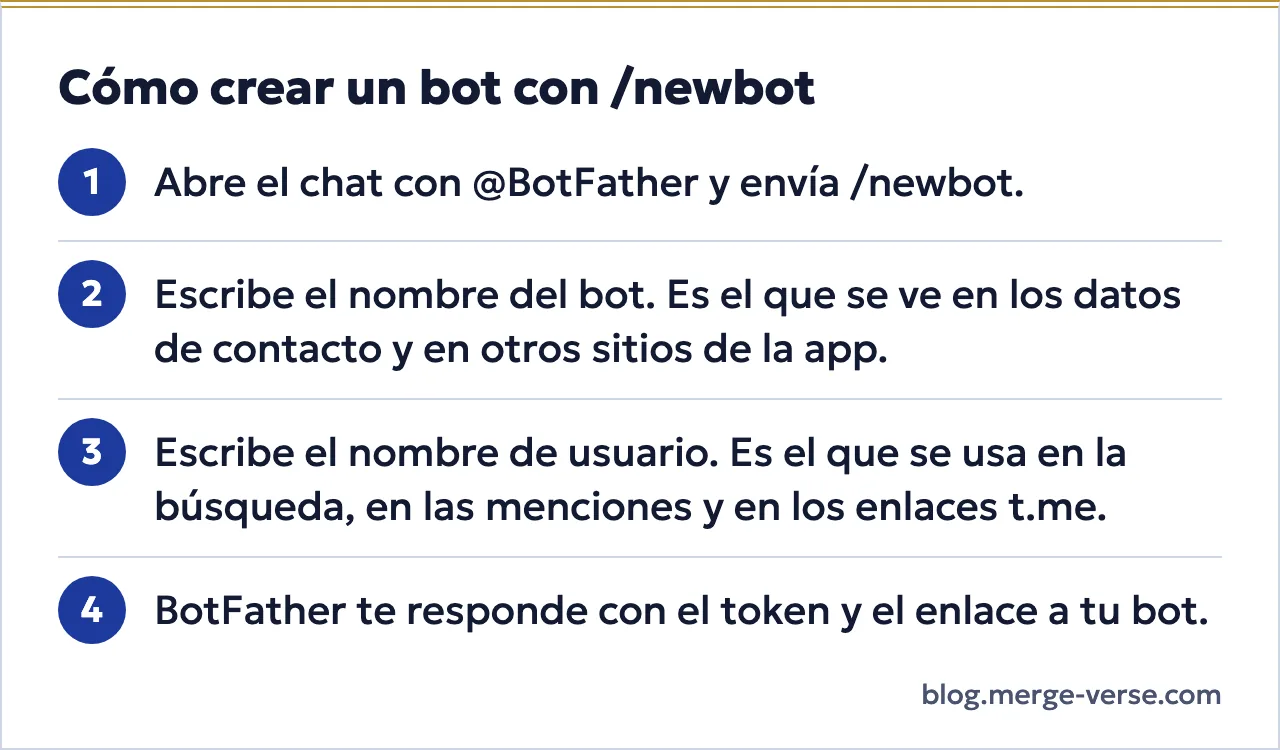 Cómo crear un bot con /newbot
1
Abre el chat con @BotFather y envía /newbot.
2
Escribe el nombre del bot. Es el que se ve en los datos
de contacto y en otros sitios de la app.
3
Escribe el nombre de usuario. Es el que se usa en la
búsqueda, en las menciones y en los enlaces t.me.
4
BotFather te responde con el token y el enlace a tu bot.
blog.merge-verse.com